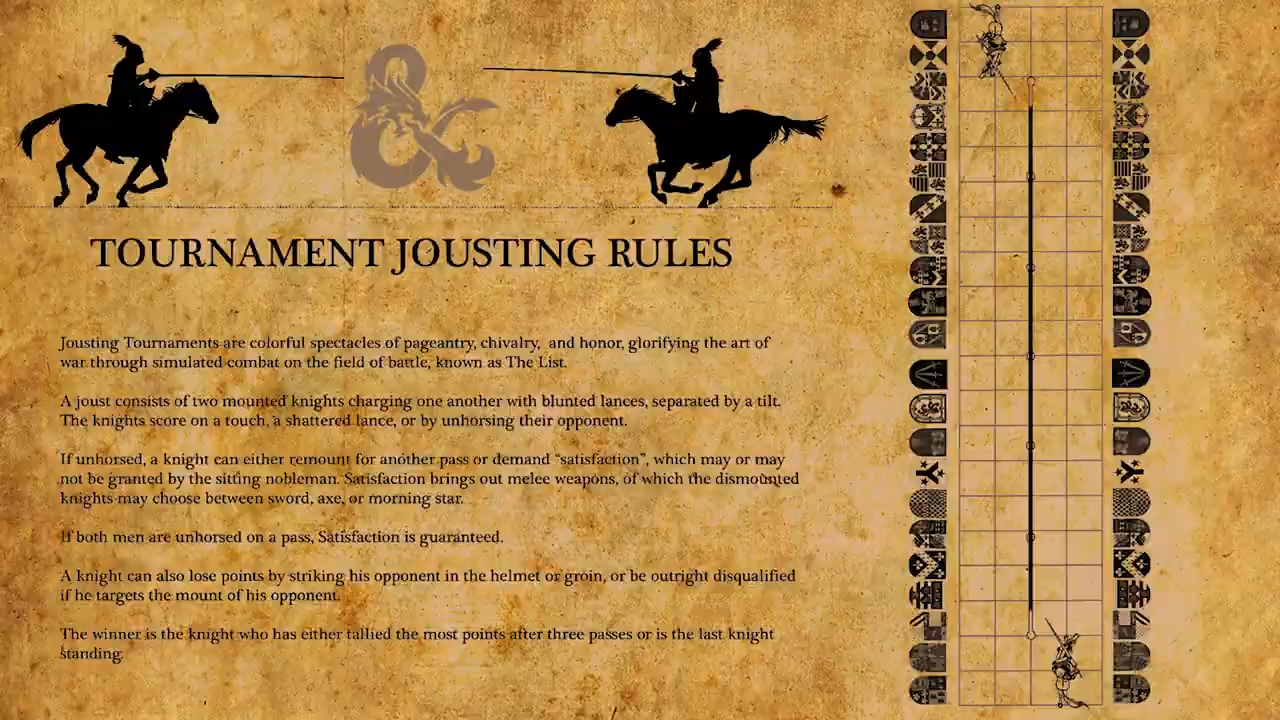 TOURNAMENT JOUSTING RULES
Jousting Tournaments are colorful spectacles of pageantry, chivalry, and honor, glorifying the art of
war through simulated combat on the field of battle, known as The List.
A joust consists of two mounted knights charging one another with blunted lances, separated by a tilt.
The knights score on a touch, a shattered lance, or by unhorsing their opponent.
If unhorsed, a knight can either remount for another pass or demand “satisfaction”, which may or may
not be granted by the sitting nobleman. Satisfaction brings out melee weapons, of which the dismounted
knights may choose between sword, axe, or morning star.
If both men are unhorsed on a pass, Satisfaction is guaranteed.
A knight can also lose points by striking his opponent in the helmet or groin, or be outright disqualified
if he targets the mount of his opponent.
The winner is the knight who has either tallied the most points after three passes or is the last knight
standing.